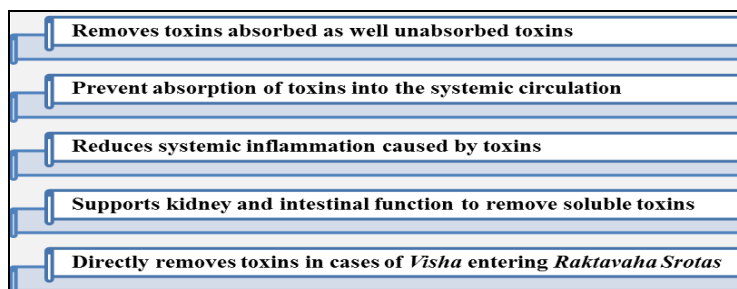 Removes toxins absorbed as well unabsorbed toxins
Prevent absorption of toxins into the systemic circulation
Reduces systemic inflammation caused by toxins
Supports kidney and intestinal function to remove soluble toxins
Directly removes toxins in cases of Visha entering Raktavaha Srotas